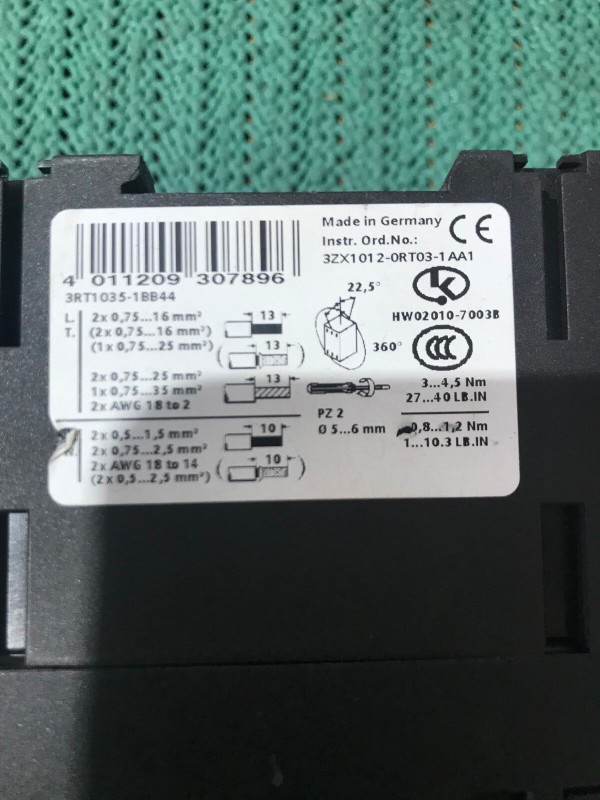 Made in Germany
CE
Instr. Ord.No.:
3ZX1012-0RT03-1AA1
4 011209 307896
3RT1035-1BB44
22,5°
HW02010-7003B
360°
CCC
L. 2x 0,75...16 mm² 13
T. (2x 0,75...16 mm²)
(1x 0,75...25 mm²) ( 13 )
2x 0,75...25 mm² 13
1x 0,75...35 mm²
2x AWG 18 to 2
3...4,5 Nm
27...40 LB.IN
PZ 2
Ø 5...6 mm
2x 0,5...1,5 mm² 10
2x 0,75...2,5 mm²
2x AWG 18 to 14
(2x 0,5...2,5 mm²) ( 10 )
0,8...1,2 Nm
1...10.3 LB.IN